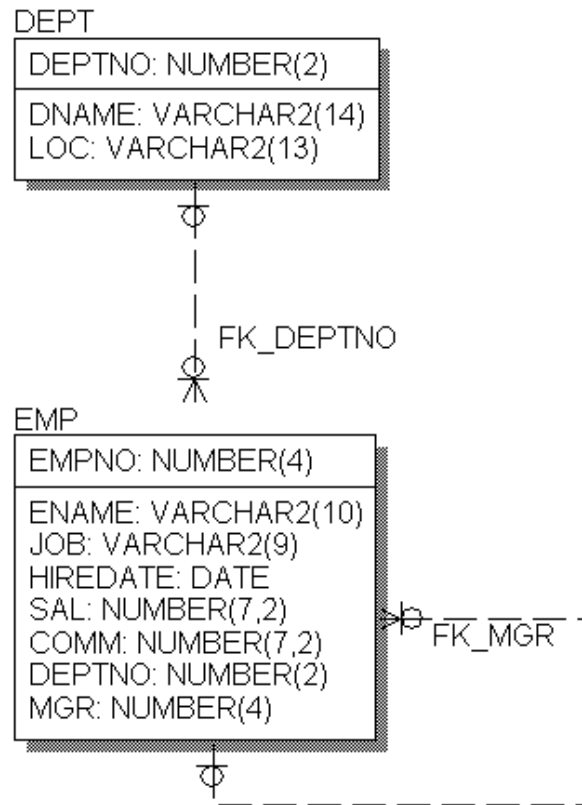 DEPT
DEPTNO: NUMBER(2)
DNAME: VARCHAR2(14)
LOC: VARCHAR2(13)
FK_DEPTNO
EMP
EMPNO: NUMBER(4)
ENAME: VARCHAR2(10)
JOB: VARCHAR2(9)
HIREDATE: DATE
SAL: NUMBER(7,2)
COMM: NUMBER(7,2)
DEPTNO: NUMBER(2)
MGR: NUMBER(4)
FK_MGR